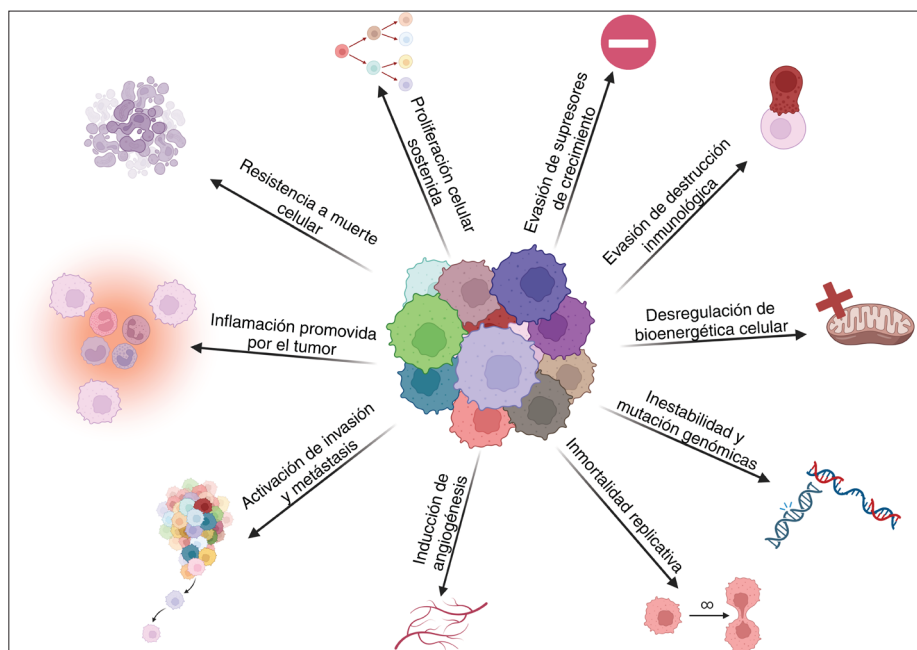 Proliferación celular
sostenida
Evasión de supresores
de crecimiento
Evasión de destrucción
inmunológica
Resistencia a muerte
celular
Desregulación de
bioenergética celular
Inflamación promovida
por el tumor
Inestabilidad y
mutación genómicas
Activación de invasión
y metástasis
Inducción de
angiogénesis
Inmortalidad replicativa
∞